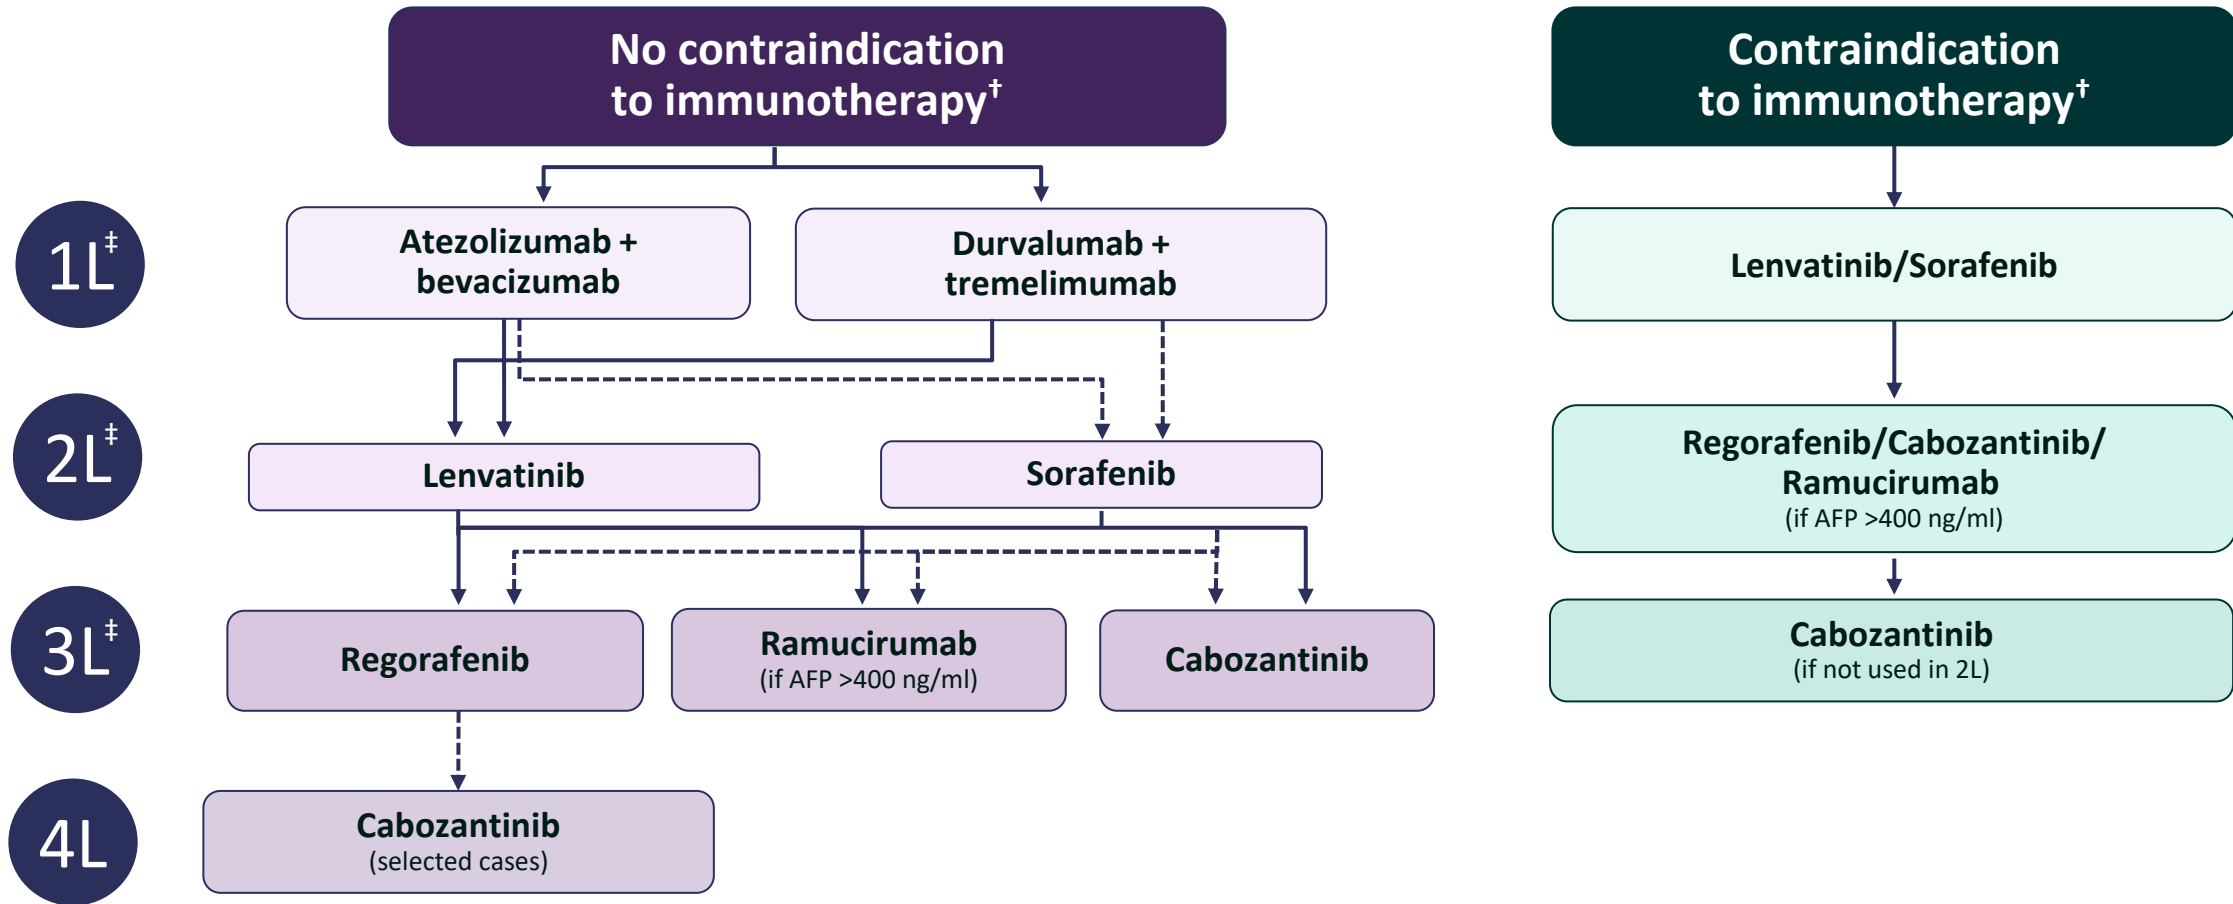 No contraindication
to immunotherapy†
Contraindication
to immunotherapy†
1L‡
Atezolizumab +
bevacizumab
Durvalumab +
tremelimumab
Lenvatinib/Sorafenib
2L‡
Lenvatinib
Sorafenib
Regorafenib/Cabozantinib/
Ramucirumab
(if AFP >400 ng/ml)
3L‡
Regorafenib
Ramucirumab
(if AFP >400 ng/ml)
Cabozantinib
Cabozantinib
(if not used in 2L)
4L
Cabozantinib
(selected cases)